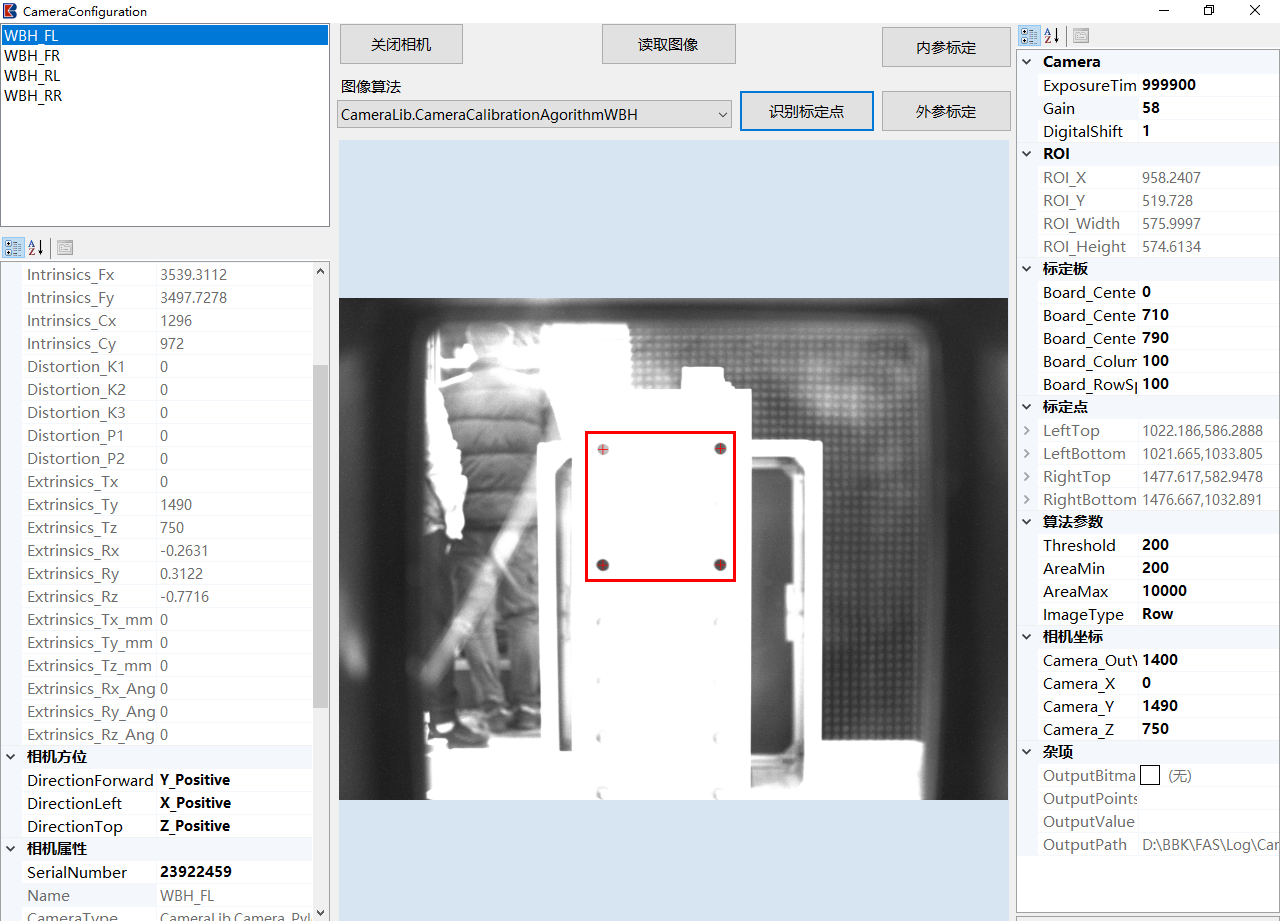 CameraConfiguration
WBH_FL
WBH_FR
WBH_RL
WBH_RR
Intrinsics_Fx 3539.3112
Intrinsics_Fy 3497.7278
Intrinsics_Cx 1296
Intrinsics_Cy 972
Distortion_K1 0
Distortion_K2 0
Distortion_K3 0
Distortion_P1 0
Distortion_P2 0
Extrinsics_Tx 0
Extrinsics_Ty 1490
Extrinsics_Tz 750
Extrinsics_Rx -0.2631
Extrinsics_Ry 0.3122
Extrinsics_Rz -0.7716
Extrinsics_Tx_mm 0
Extrinsics_Ty_mm 0
Extrinsics_Tz_mm 0
Extrinsics_Rx_Ang 0
Extrinsics_Ry_Ang 0
Extrinsics_Rz_Ang 0
相机方位
DirectionForward Y_Positive
DirectionLeft X_Positive
DirectionTop Z_Positive
相机属性
SerialNumber 23922459
Name WBH_FL
CameraType CameraLib.Camera_Pyl
关闭相机 读取图像 内参标定
图像算法
CameraLib.CameraCalibrationAgorithmWBH 识别标定点 外参标定
Camera
ExposureTim 999900
Gain 58
DigitalShift 1
ROI
ROI_X 958.2407
ROI_Y 519.728
ROI_Width 575.9997
ROI_Height 574.6134
标定板
Board_Cente 0
Board_Cente 710
Board_Cente 790
Board_Colum 100
Board_RowSp 100
标定点
LeftTop 1022.186,586.2888
LeftBottom 1021.665,1033.805
RightTop 1477.617,582.9478
RightBottom 1476.667,1032.891
算法参数
Threshold 200
AreaMin 200
AreaMax 10000
ImageType Row
相机坐标
Camera_OutV 1400
Camera_X 0
Camera_Y 1490
Camera_Z 750
杂项
OutputBitma (无)
OutputPoints
OutputValue
OutputPath D:\BBK\FAS\Log\Car